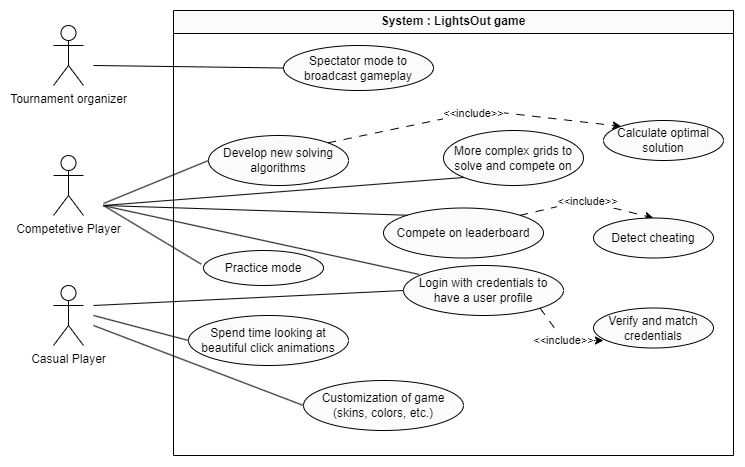 System : LightsOut game
Spectator mode to
broadcast gameplay
Tournament organizer
<<include>>
Calculate optimal
solution
Develop new solving
algorithms
More complex grids to
solve and compete on
Competetive Player
<<include>>
Compete on leaderboard
Detect cheating
Practice mode
Login with credentials to
have a user profile
Casual Player
Spend time looking at
beautiful click animations
<<include>>
Verify and match
credentials
Customization of game
(skins, colors, etc.)